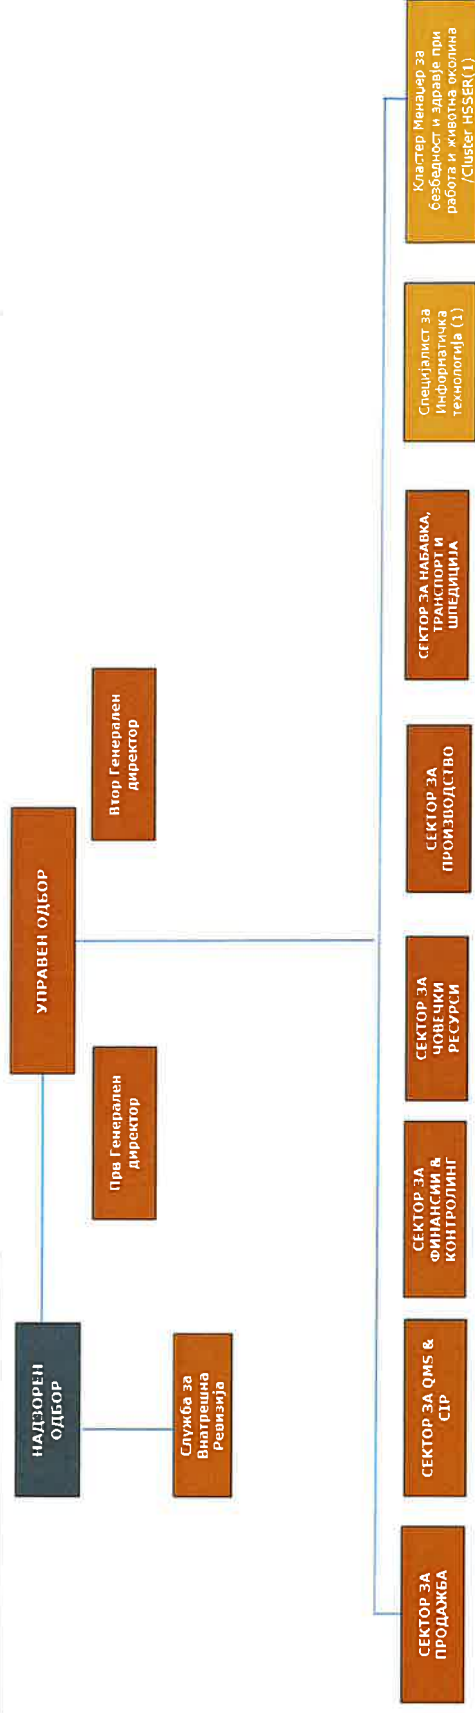 НАДЗОРЕН
ОДБОР
УПРАВЕН ОДБОР
Прв Генерален
директор
Втор Генерален
директор
Служба за
Внатрешна
Ревизија
СЕКТОР ЗА
ПРОДАЖБА
СЕКТОР ЗА QMS &
CIP
СЕКТОР ЗА
ФИНАНСИИ &
КОНТРОЛИНГ
СЕКТОР ЗА
ЧОВЕЧКИ
РЕСУРСИ
СЕКТОР ЗА
ПРОИЗВОДСТВО
СЕКТОР ЗА НАБАВКА,
ТРАНСПОРТ И
ШПЕДИЦИЈА
Специјалист за
Информатичка
технологија (1)
Кластер Менаџер за
безбедност и здравје при
работа и животна околина
/Cluster HSSER(1)